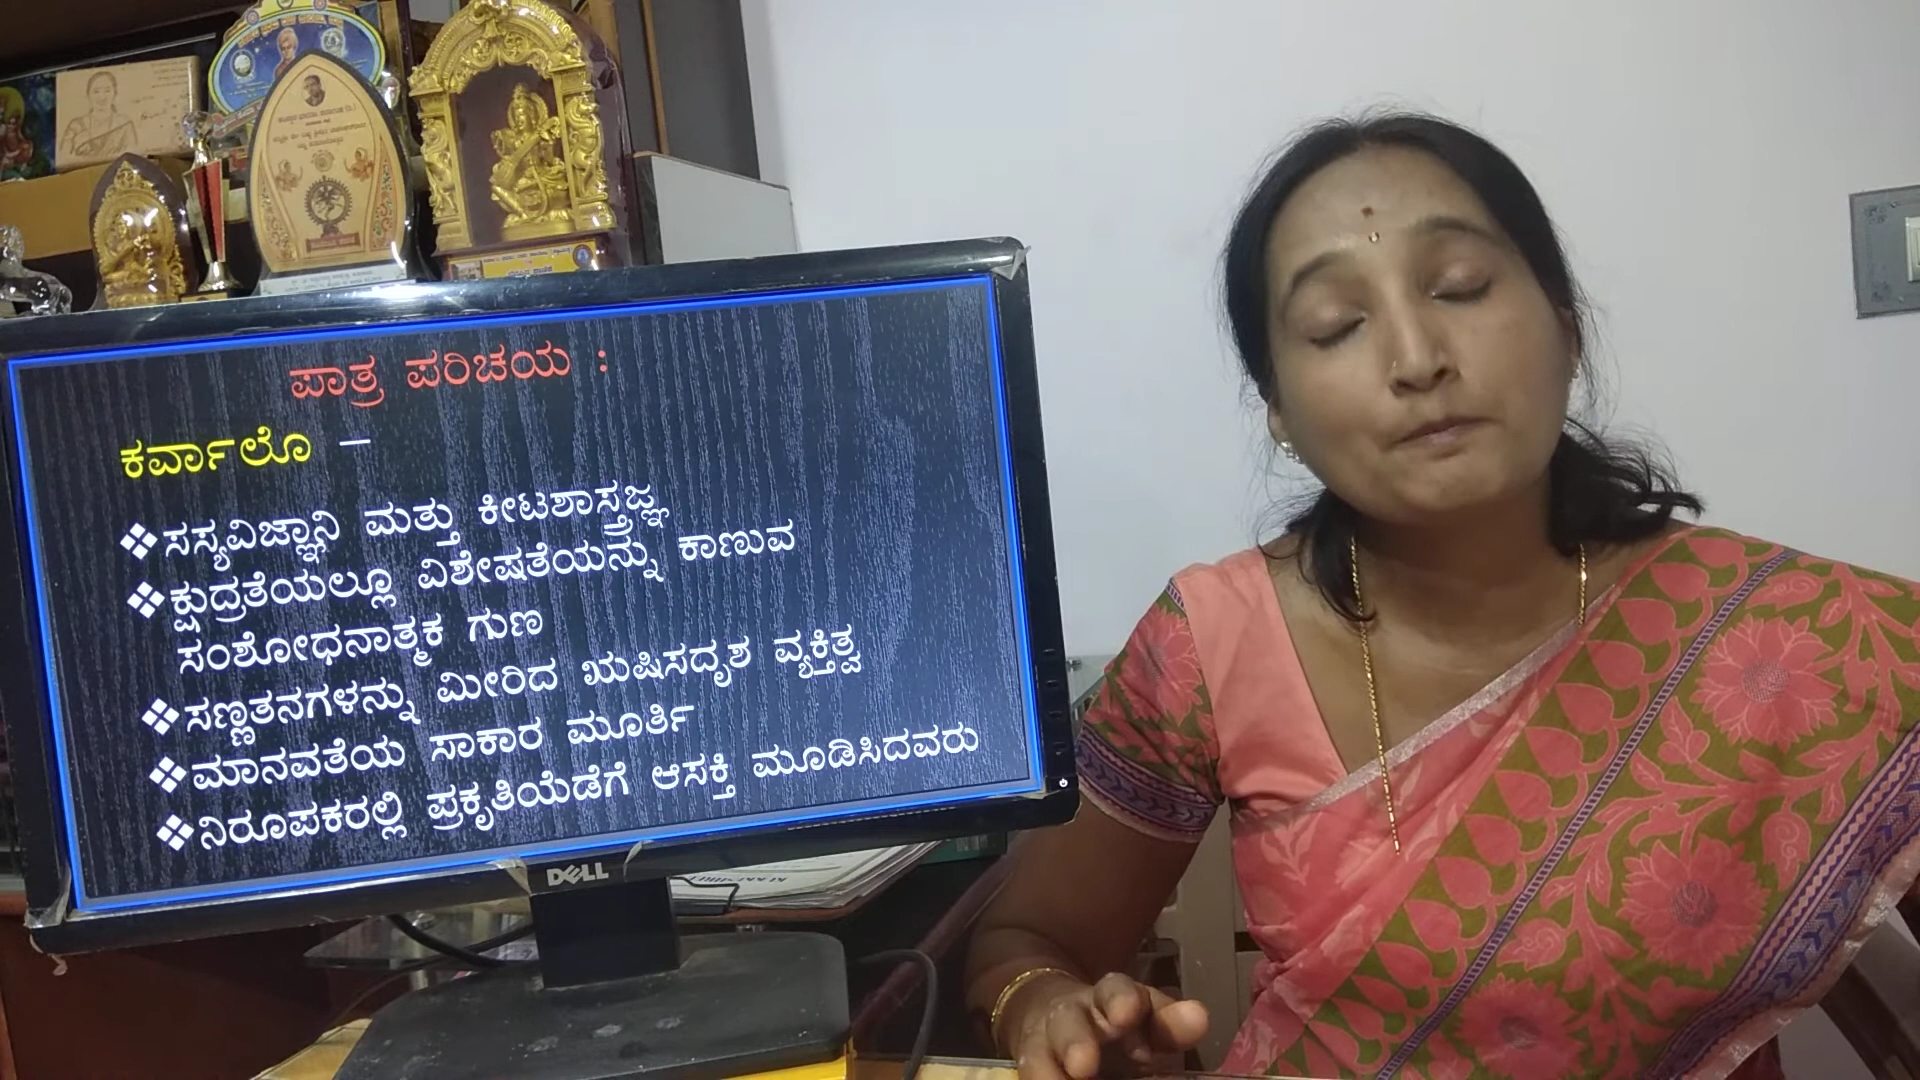 ಪಾತ್ರ ಪರಿಚಯ :
ಕರ್ವಾಲೊ –
❖ಸಸ್ಯವಿಜ್ಞಾನಿ ಮತ್ತು ಕೀಟಶಾಸ್ತ್ರಜ್ಞ
❖ಕ್ಷುದ್ರತೆಯಲ್ಲೂ ವಿಶೇಷತೆಯನ್ನು ಕಾಣುವ
ಸಂಶೋಧನಾತ್ಮಕ ಗುಣ
❖ಸಣ್ಣತನಗಳನ್ನು ಮೀರಿದ ಋಷಿಸದೃಶ ವ್ಯಕ್ತಿತ್ವ
❖ಮಾನವತೆಯ ಸಾಕಾರ ಮೂರ್ತಿ
❖ನಿರೂಪಕರಲ್ಲಿ ಪ್ರಕೃತಿಯೆಡೆಗೆ ಆಸಕ್ತಿ ಮೂಡಿಸಿದವರು
DELL